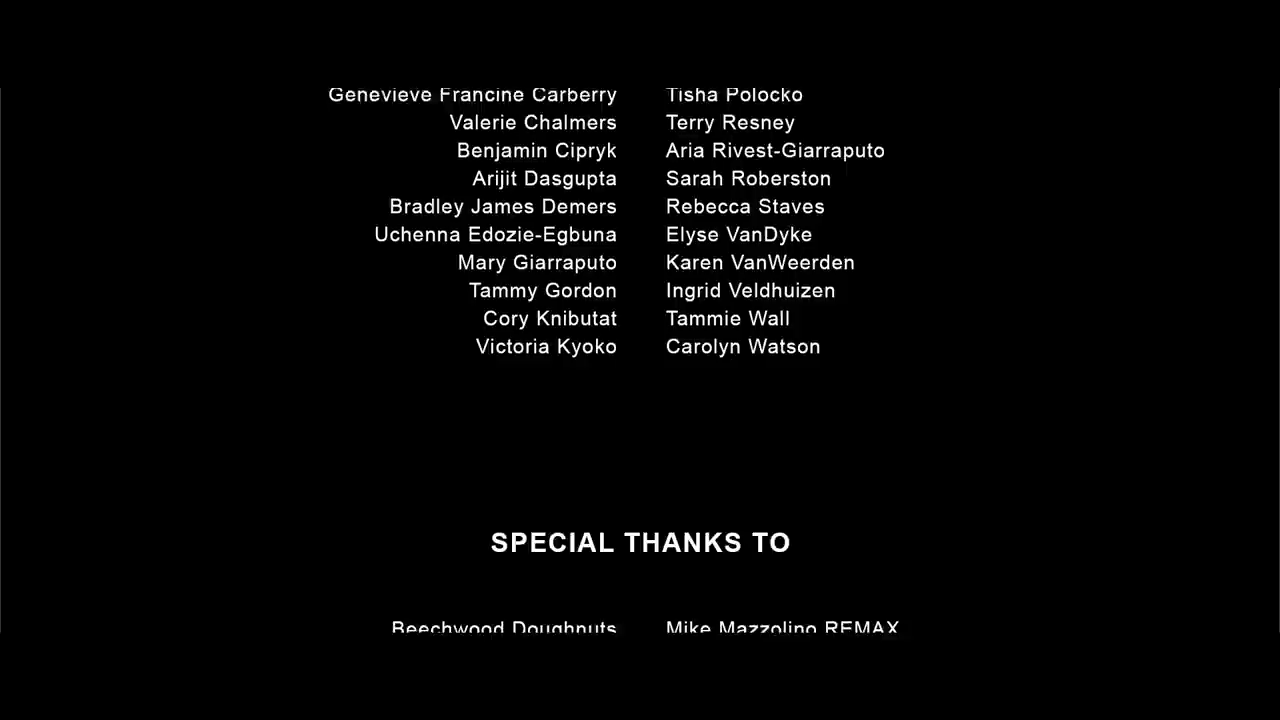 Genevieve Francine Carberry Tisha Polocko
Valerie Chalmers Terry Resney
Benjamin Cipryk Aria Rivest-Giarraputo
Arijit Dasgupta Sarah Roberston
Bradley James Demers Rebecca Staves
Uchenna Edozie-Egbuna Elyse VanDyke
Mary Giarraputo Karen VanWeerden
Tammy Gordon Ingrid Veldhuizen
Cory Knibutat Tammie Wall
Victoria Kyoko Carolyn Watson
SPECIAL THANKS TO
Beechwood Doughnuts Mike Mazzolino REMAX